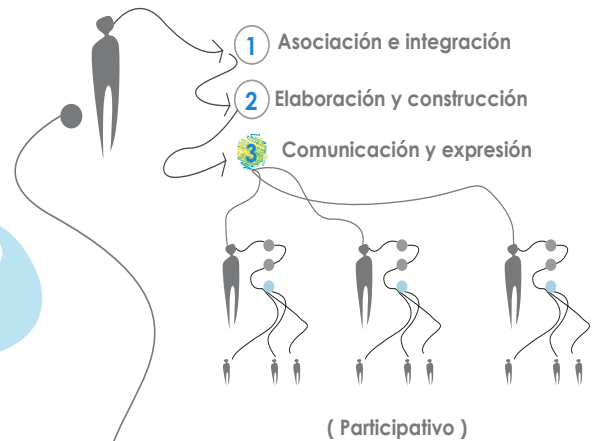 1 Asociación e integración
2 Elaboración y construcción
3 Comunicación y expresión
( Participativo )